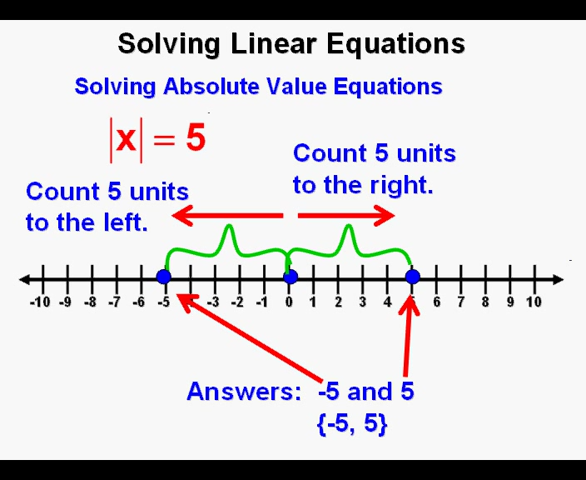 Solving Linear Equations
Solving Absolute Value Equations
|x| = 5
Count 5 units
to the right.
Count 5 units
to the left.
-10 -9 -8 -7 -6 -5 -3 -2 -1 0 1 2 3 4 5 6 7 8 9 10
Answers: -5 and 5
{-5, 5}